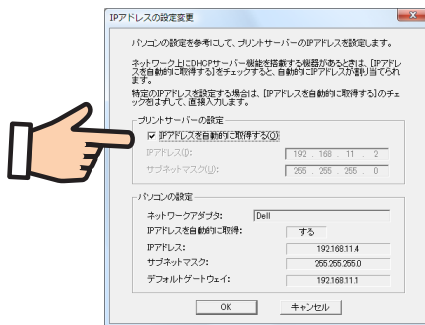 IPアドレスの設定変更
パソコンの設定を参考にして、プリントサーバーのIPアドレスを設定します。
ネットワーク上にDHCPサーバー機能を搭載する機器があるときは、[IPアドレ
スを自動的に取得する]をチェックすると、自動的にIPアドレスが割り当てられ
ます。
特定のIPアドレスを設定する場合は、[IPアドレスを自動的に取得する]のチェ
ックをはずして、直接入力します。
プリントサーバーの設定
IPアドレスを自動的に取得する(O)
IPアドレス(I): 192 . 168 . 11 . 2
サブネットマスク(U): 255 . 255 . 255 . 0
パソコンの設定
ネットワークアダプタ: Dell
IPアドレスを自動的に取得: する
IPアドレス: 192.168.11.4
サブネットマスク: 255.255.255.0
デフォルトゲートウェイ: 192.168.11.1
OK キャンセル